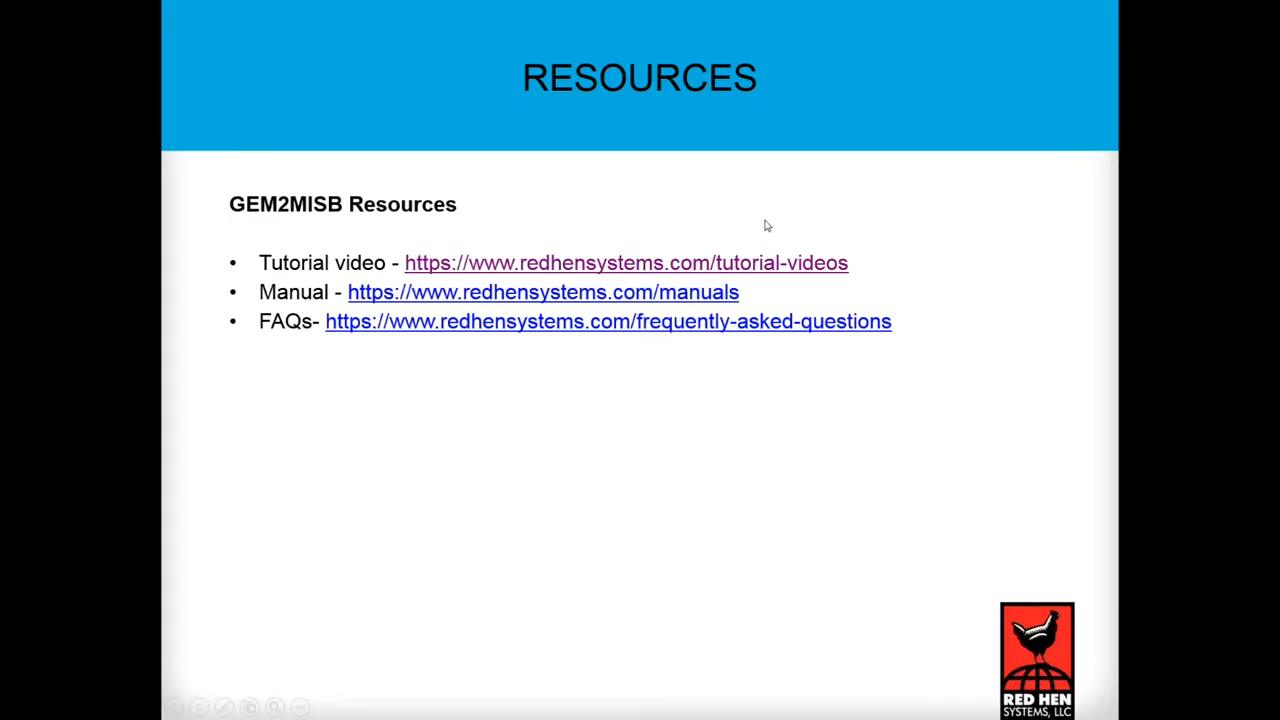 RESOURCES
GEM2MISB Resources
• Tutorial video - https://www.redhensystems.com/tutorial-videos
• Manual - https://www.redhensystems.com/manuals
• FAQs- https://www.redhensystems.com/frequently-asked-questions
RED HEN
SYSTEMS, LLC